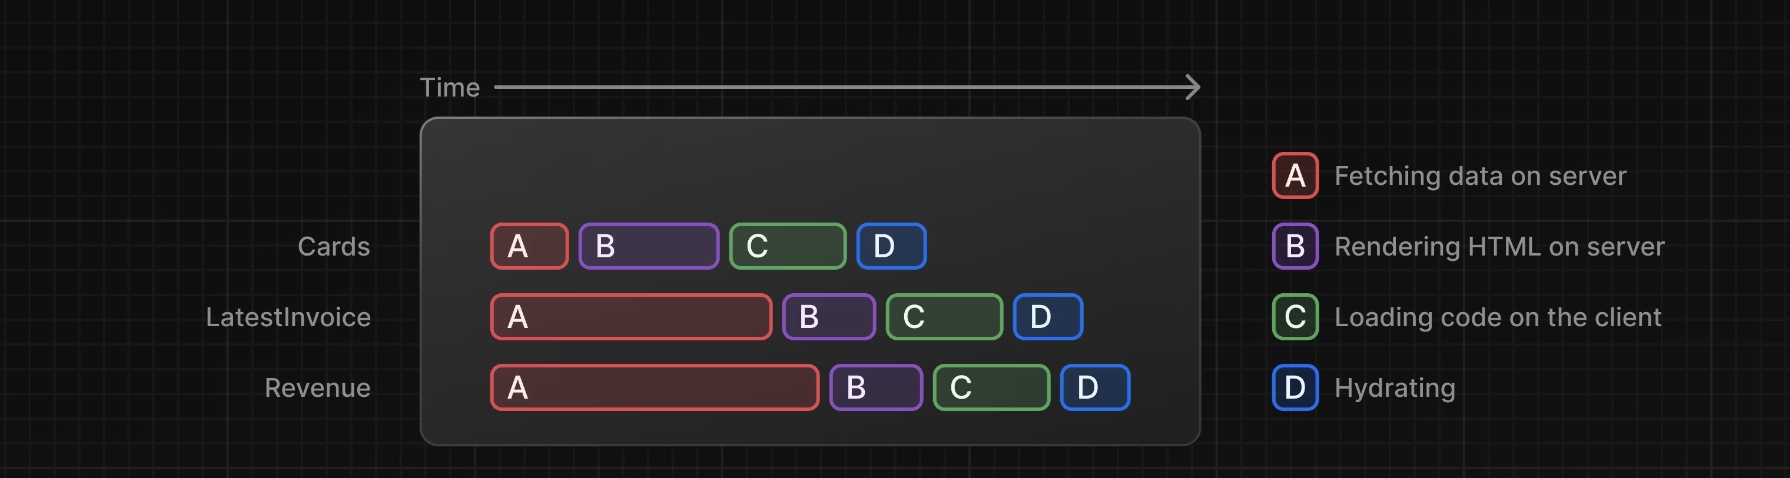 Time
A Fetching data on server
Cards A B C D B Rendering HTML on server
LatestInvoice A B C D C Loading code on the client
Revenue A B C D D Hydrating